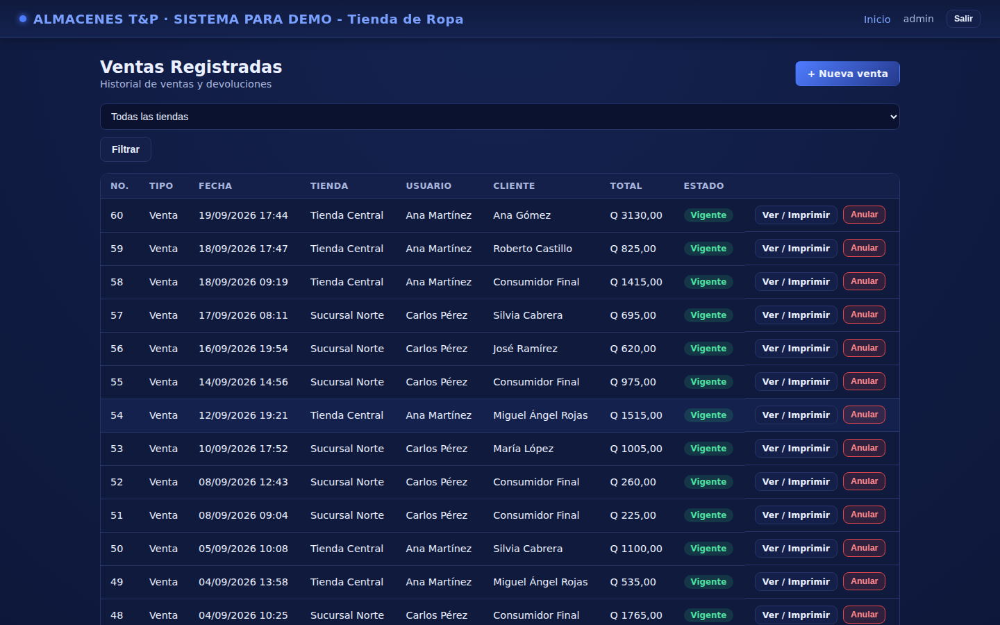 ALMACENES T&P · SISTEMA PARA DEMO - Tienda de Ropa
Inicio admin Salir
Ventas Registradas
Historial de ventas y devoluciones
+ Nueva venta
Todas las tiendas
Filtrar
NO. TIPO FECHA TIENDA USUARIO CLIENTE TOTAL ESTADO
60 Venta 19/09/2026 17:44 Tienda Central Ana Martínez Ana Gómez Q 3130,00 Vigente Ver / Imprimir Anular
59 Venta 18/09/2026 17:47 Tienda Central Ana Martínez Roberto Castillo Q 825,00 Vigente Ver / Imprimir Anular
58 Venta 18/09/2026 09:19 Tienda Central Ana Martínez Consumidor Final Q 1415,00 Vigente Ver / Imprimir Anular
57 Venta 17/09/2026 08:11 Sucursal Norte Carlos Pérez Silvia Cabrera Q 695,00 Vigente Ver / Imprimir Anular
56 Venta 16/09/2026 19:54 Sucursal Norte Carlos Pérez José Ramírez Q 620,00 Vigente Ver / Imprimir Anular
55 Venta 14/09/2026 14:56 Sucursal Norte Carlos Pérez Consumidor Final Q 975,00 Vigente Ver / Imprimir Anular
54 Venta 12/09/2026 19:21 Tienda Central Ana Martínez Miguel Ángel Rojas Q 1515,00 Vigente Ver / Imprimir Anular
53 Venta 10/09/2026 17:52 Sucursal Norte Carlos Pérez María López Q 1005,00 Vigente Ver / Imprimir Anular
52 Venta 08/09/2026 12:43 Sucursal Norte Carlos Pérez Consumidor Final Q 260,00 Vigente Ver / Imprimir Anular
51 Venta 08/09/2026 09:04 Sucursal Norte Carlos Pérez Consumidor Final Q 225,00 Vigente Ver / Imprimir Anular
50 Venta 05/09/2026 10:08 Tienda Central Ana Martínez Silvia Cabrera Q 1100,00 Vigente Ver / Imprimir Anular
49 Venta 04/09/2026 13:58 Tienda Central Ana Martínez Miguel Ángel Rojas Q 535,00 Vigente Ver / Imprimir Anular
48 Venta 04/09/2026 10:25 Sucursal Norte Carlos Pérez Consumidor Final Q 1765,00 Vigente Ver / Imprimir Anular